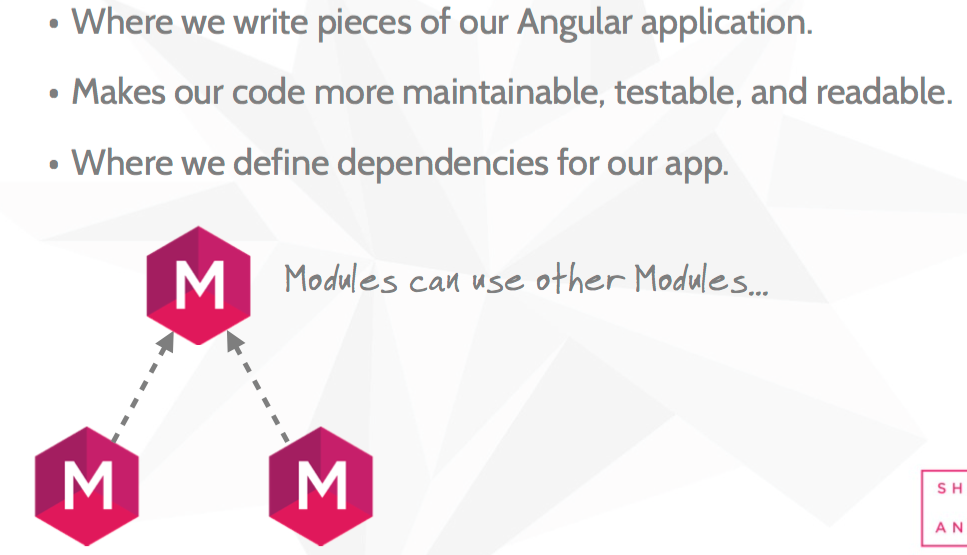 • Where we write pieces of our Angular application.
• Makes our code more maintainable, testable, and readable.
• Where we define dependencies for our app.
M
Modules can use other Modules...
M
M
SH
AN